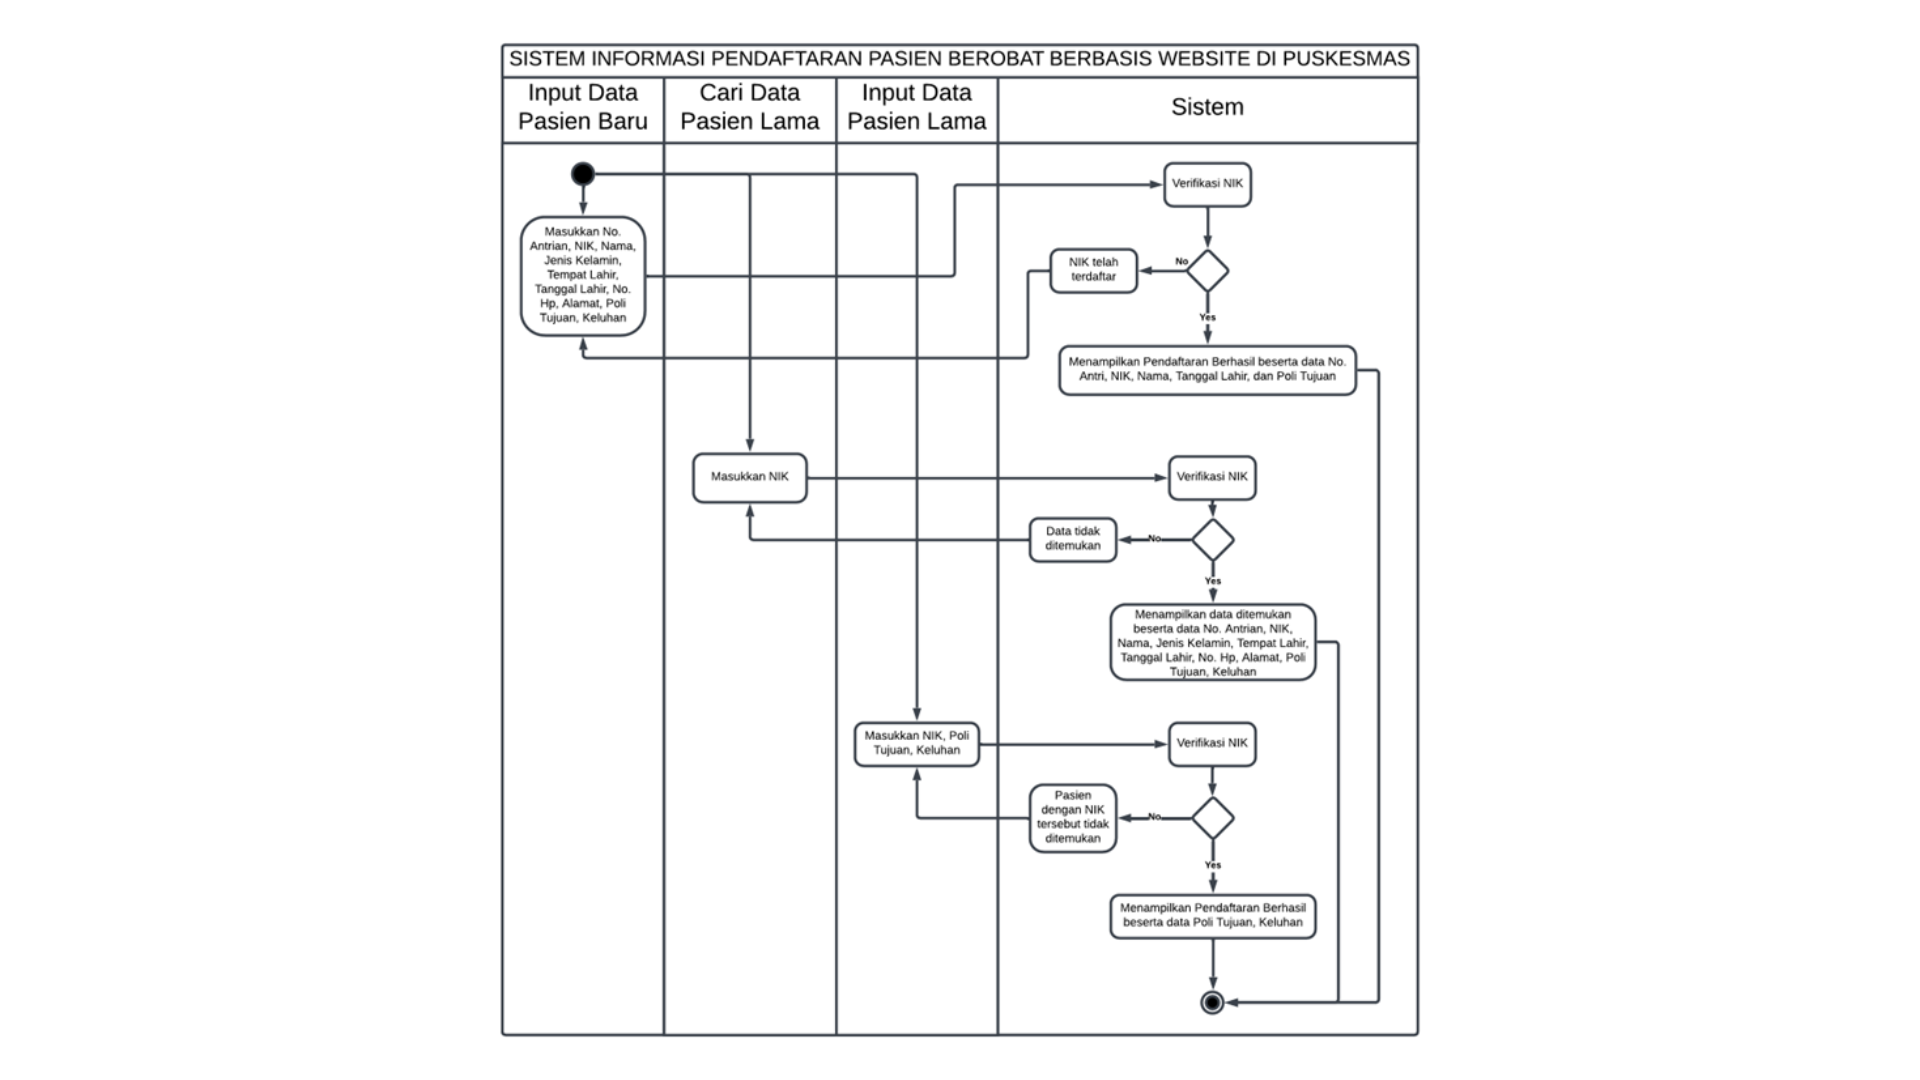 SISTEM INFORMASI PENDAFTARAN PASIEN BEROBAT BERBASIS WEBSITE DI PUSKESMAS
Input Data
Pasien Baru
Cari Data
Pasien Lama
Input Data
Pasien Lama
Sistem
Masukkan No.
Antrian, NIK, Nama,
Jenis Kelamin,
Tempat Lahir,
Tanggal Lahir, No.
Hp, Alamat, Poli
Tujuan, Keluhan
Verifikasi NIK
No
NIK telah
terdaftar
Yes
Menampilkan Pendaftaran Berhasil beserta data No.
Antri, NIK, Nama, Tanggal Lahir, dan Poli Tujuan
Masukkan NIK
Verifikasi NIK
No
Data tidak
ditemukan
Yes
Menampilkan data ditemukan
beserta data No. Antrian, NIK,
Nama, Jenis Kelamin, Tempat Lahir,
Tanggal Lahir, No. Hp, Alamat, Poli
Tujuan, Keluhan
Masukkan NIK, Poli
Tujuan, Keluhan
Verifikasi NIK
No
Pasien
dengan NIK
tersebut tidak
ditemukan
Yes
Menampilkan Pendaftaran Berhasil
beserta data Poli Tujuan, Keluhan